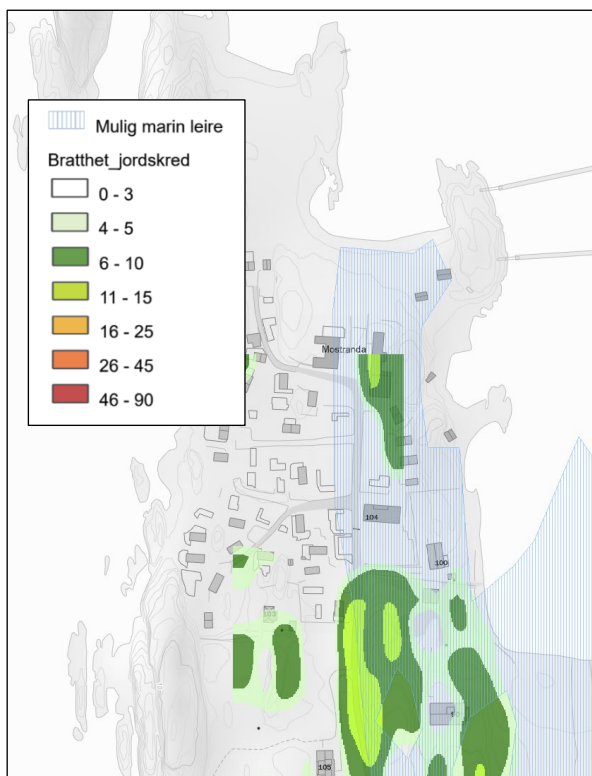 Mulig marin leire
Bratthet_jordskred
0 - 3
4 - 5
6 - 10
11 - 15
16 - 25
26 - 45
46 - 90
Mostranda
104
100
105